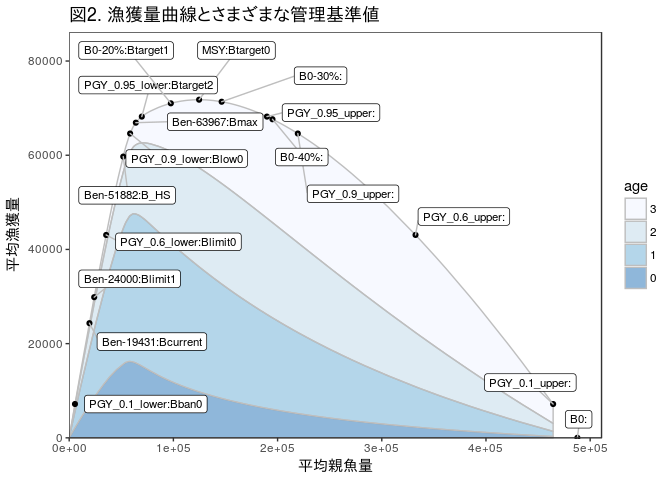 図2. 漁獲量曲線とさまざまな管理基準値
B0-20%:Btarget1
MSY:Btarget0
B0-30%:
PGY_0.95_lower:Btarget2
PGY_0.95_upper:
Ben-63967:Bmax
PGY_0.9_lower:Blow0
B0-40%:
Ben-51882:B_HS
PGY_0.9_upper:
PGY_0.6_upper:
PGY_0.6_lower:Blimit0
Ben-24000:Blimit1
Ben-19431:Bcurrent
PGY_0.1_upper:
PGY_0.1_lower:Bban0
B0:
平均漁獲量
80000
60000
40000
20000
0
0e+00 1e+05 2e+05 3e+05 4e+05 5e+05
平均親魚量
age
3
2
1
0